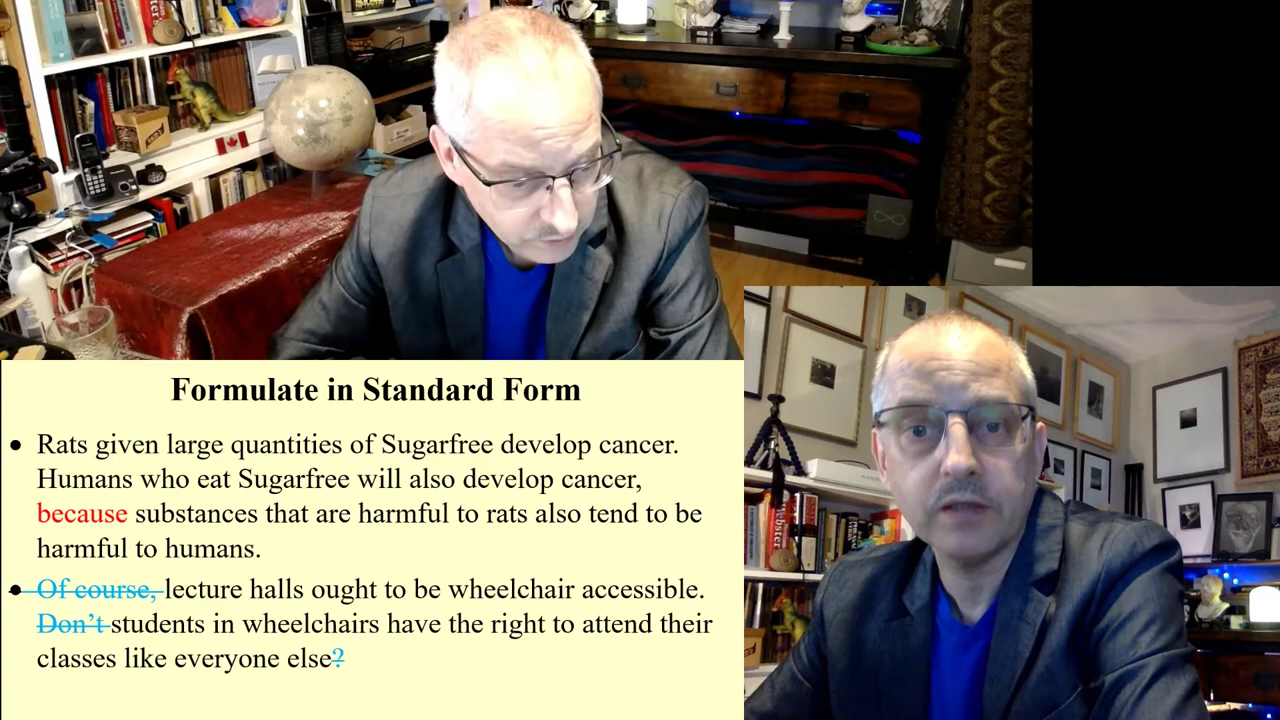 Formulate in Standard Form
• Rats given large quantities of Sugarfree develop cancer.
Humans who eat Sugarfree will also develop cancer,
because substances that are harmful to rats also tend to be
harmful to humans.
• Of course, lecture halls ought to be wheelchair accessible.
Don't students in wheelchairs have the right to attend their
classes like everyone else?
Webster's